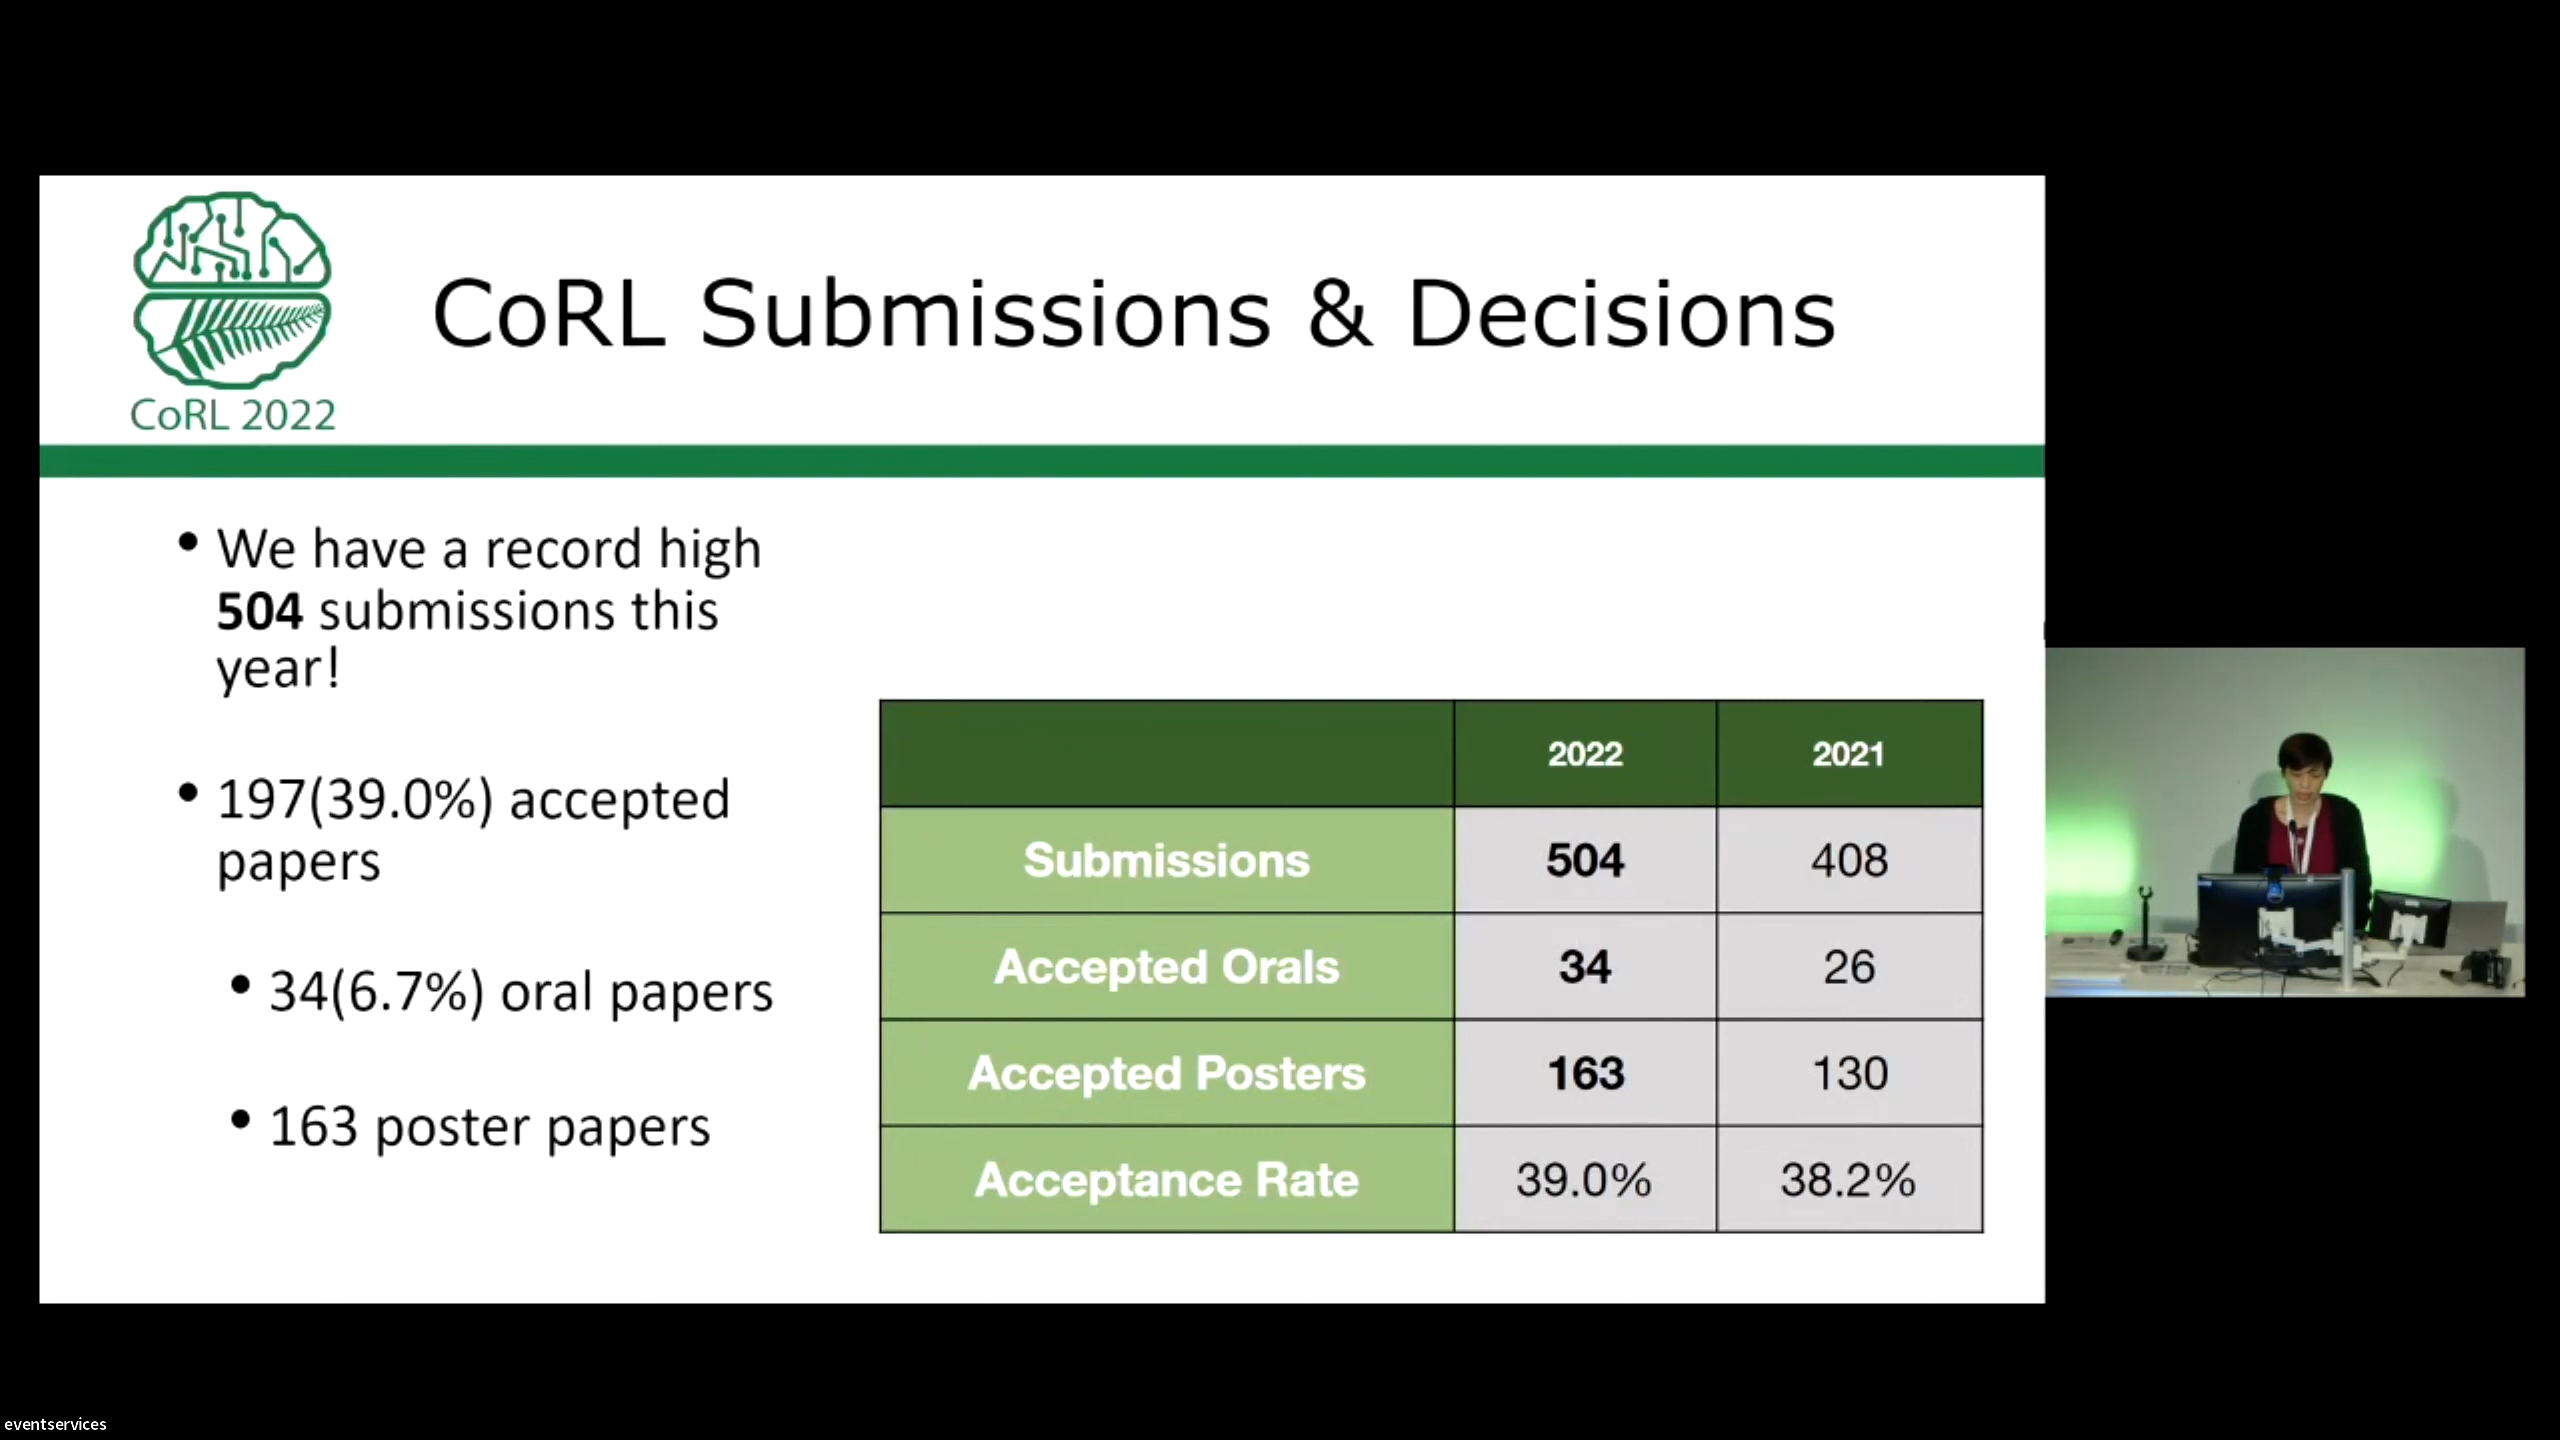 CoRL 2022
CoRL Submissions & Decisions
• We have a record high
504 submissions this
year!
• 197(39.0%) accepted
papers
• 34(6.7%) oral papers
• 163 poster papers
2022 2021
Submissions 504 408
Accepted Orals 34 26
Accepted Posters 163 130
Acceptance Rate 39.0% 38.2%
eventservices